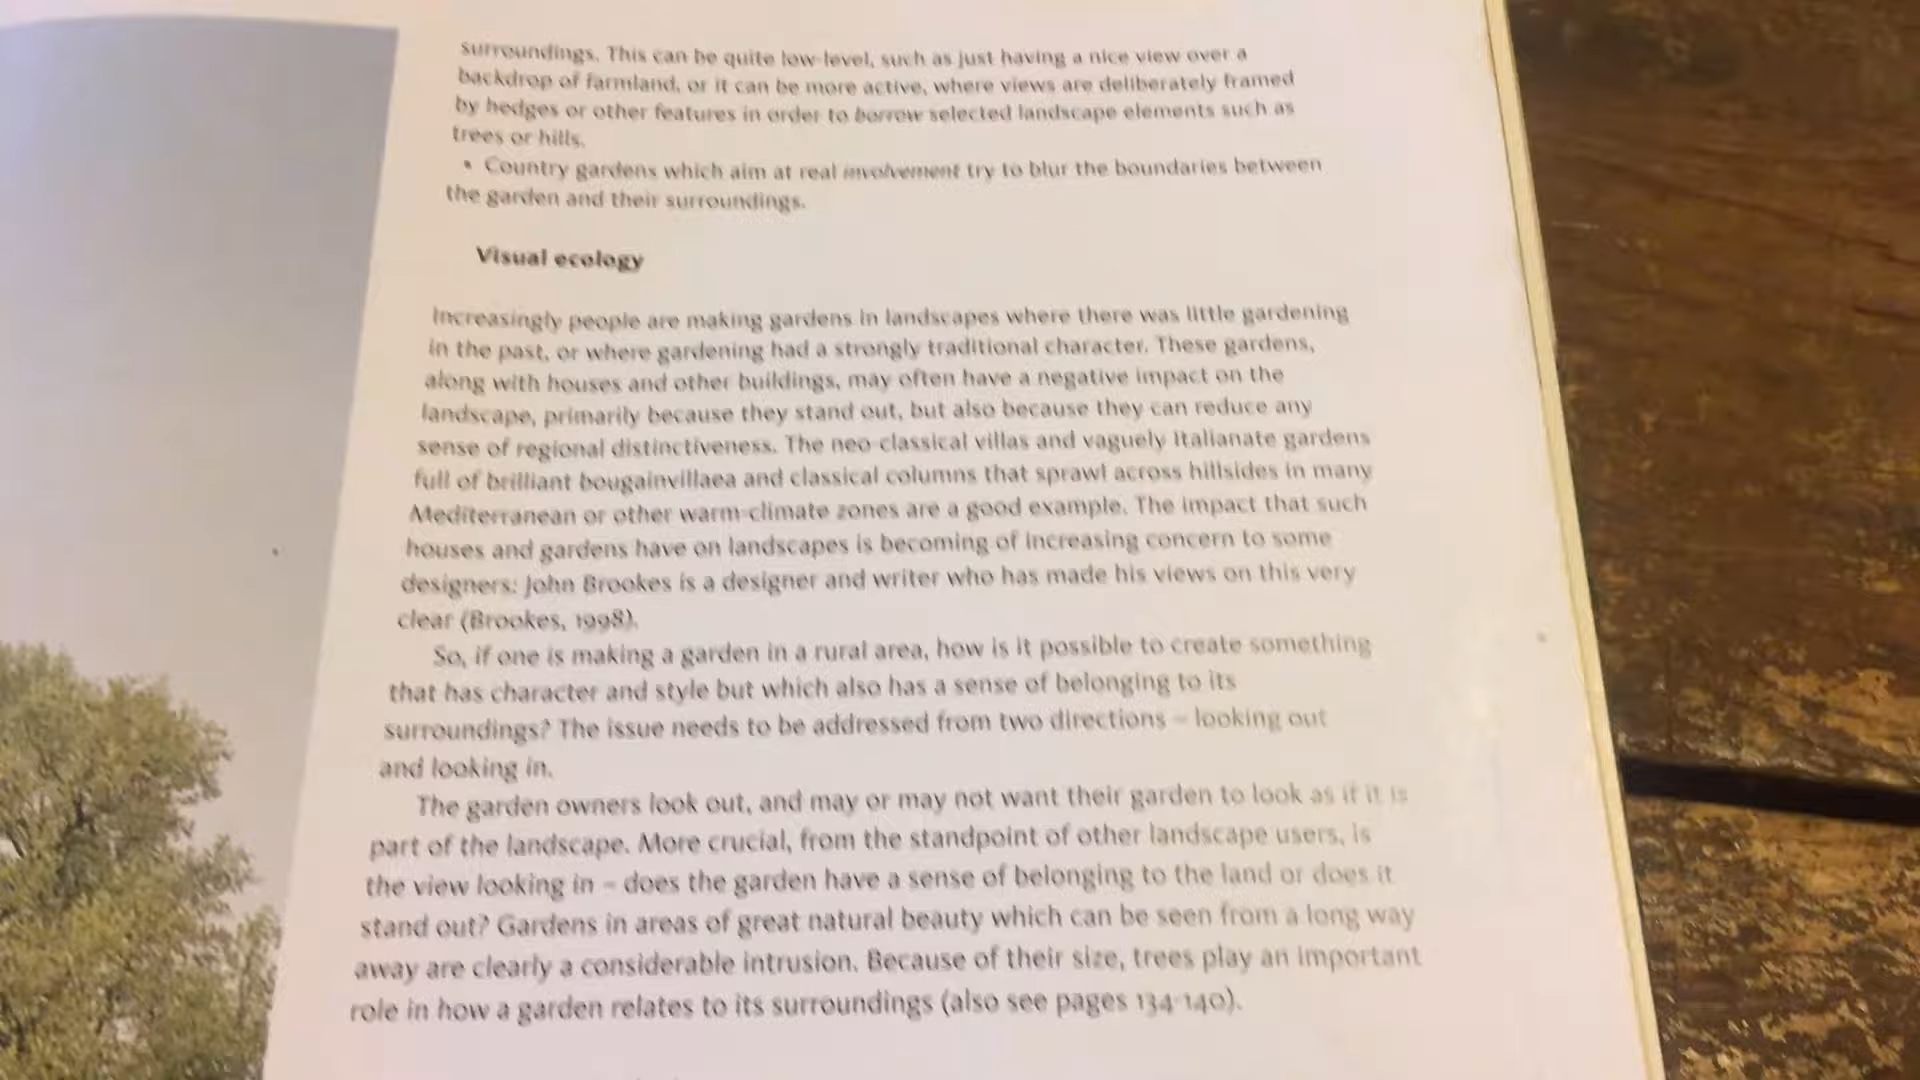 surroundings. This can be quite low-level, such as just having a nice view over a
backdrop of farmland, or it can be more active, where views are deliberately framed
by hedges or other features in order to borrow selected landscape elements such as
trees or hills.
• Country gardens which aim at real involvement try to blur the boundaries between
the garden and their surroundings.
Visual ecology
Increasingly people are making gardens in landscapes where there was little gardening
in the past, or where gardening had a strongly traditional character. These gardens,
along with houses and other buildings, may often have a negative impact on the
landscape, primarily because they stand out, but also because they can reduce any
sense of regional distinctiveness. The neo-classical villas and vaguely Italianate gardens
full of brilliant bougainvillaea and classical columns that sprawl across hillsides in many
Mediterranean or other warm-climate zones are a good example. The impact that such
houses and gardens have on landscapes is becoming of increasing concern to some
designers: John Brookes is a designer and writer who has made his views on this very
clear (Brookes, 1998).
So, if one is making a garden in a rural area, how is it possible to create something
that has character and style but which also has a sense of belonging to its
surroundings? The issue needs to be addressed from two directions – looking out
and looking in.
The garden owners look out, and may or may not want their garden to look as if it is
part of the landscape. More crucial, from the standpoint of other landscape users, is
the view looking in – does the garden have a sense of belonging to the land or does it
stand out? Gardens in areas of great natural beauty which can be seen from a long way
away are clearly a considerable intrusion. Because of their size, trees play an important
role in how a garden relates to its surroundings (also see pages 134-140).